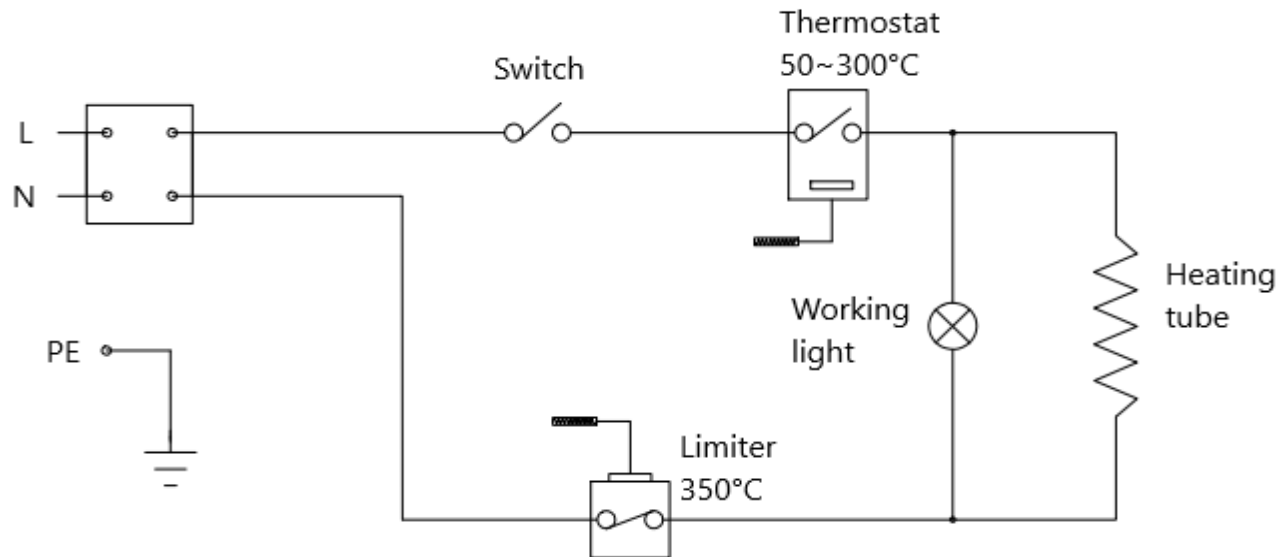 Thermostat
50~300°C
Switch
L
N
Working
light
Heating
tube
PE
Limiter
350°C